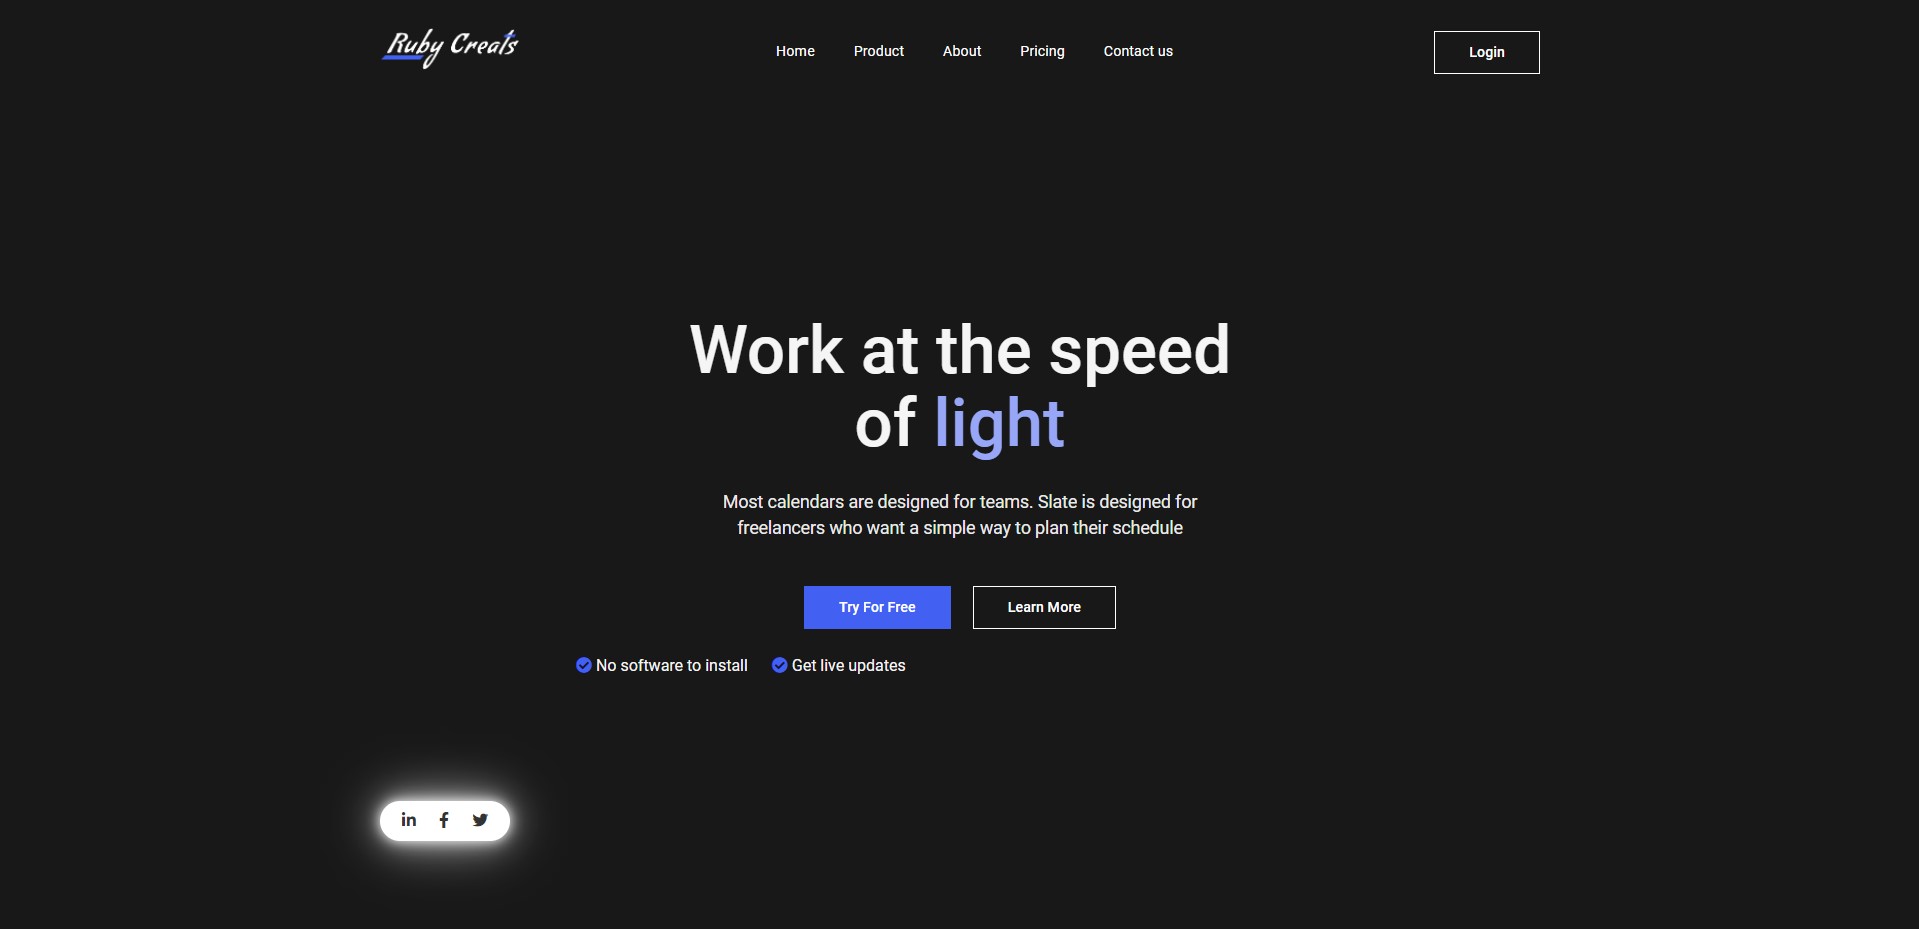 Ruby Creats
Home Product About Pricing Contact us
Login
Work at the speed
of light
Most calendars are designed for teams. Slate is designed for
freelancers who want a simple way to plan their schedule
Try For Free Learn More
No software to install Get live updates